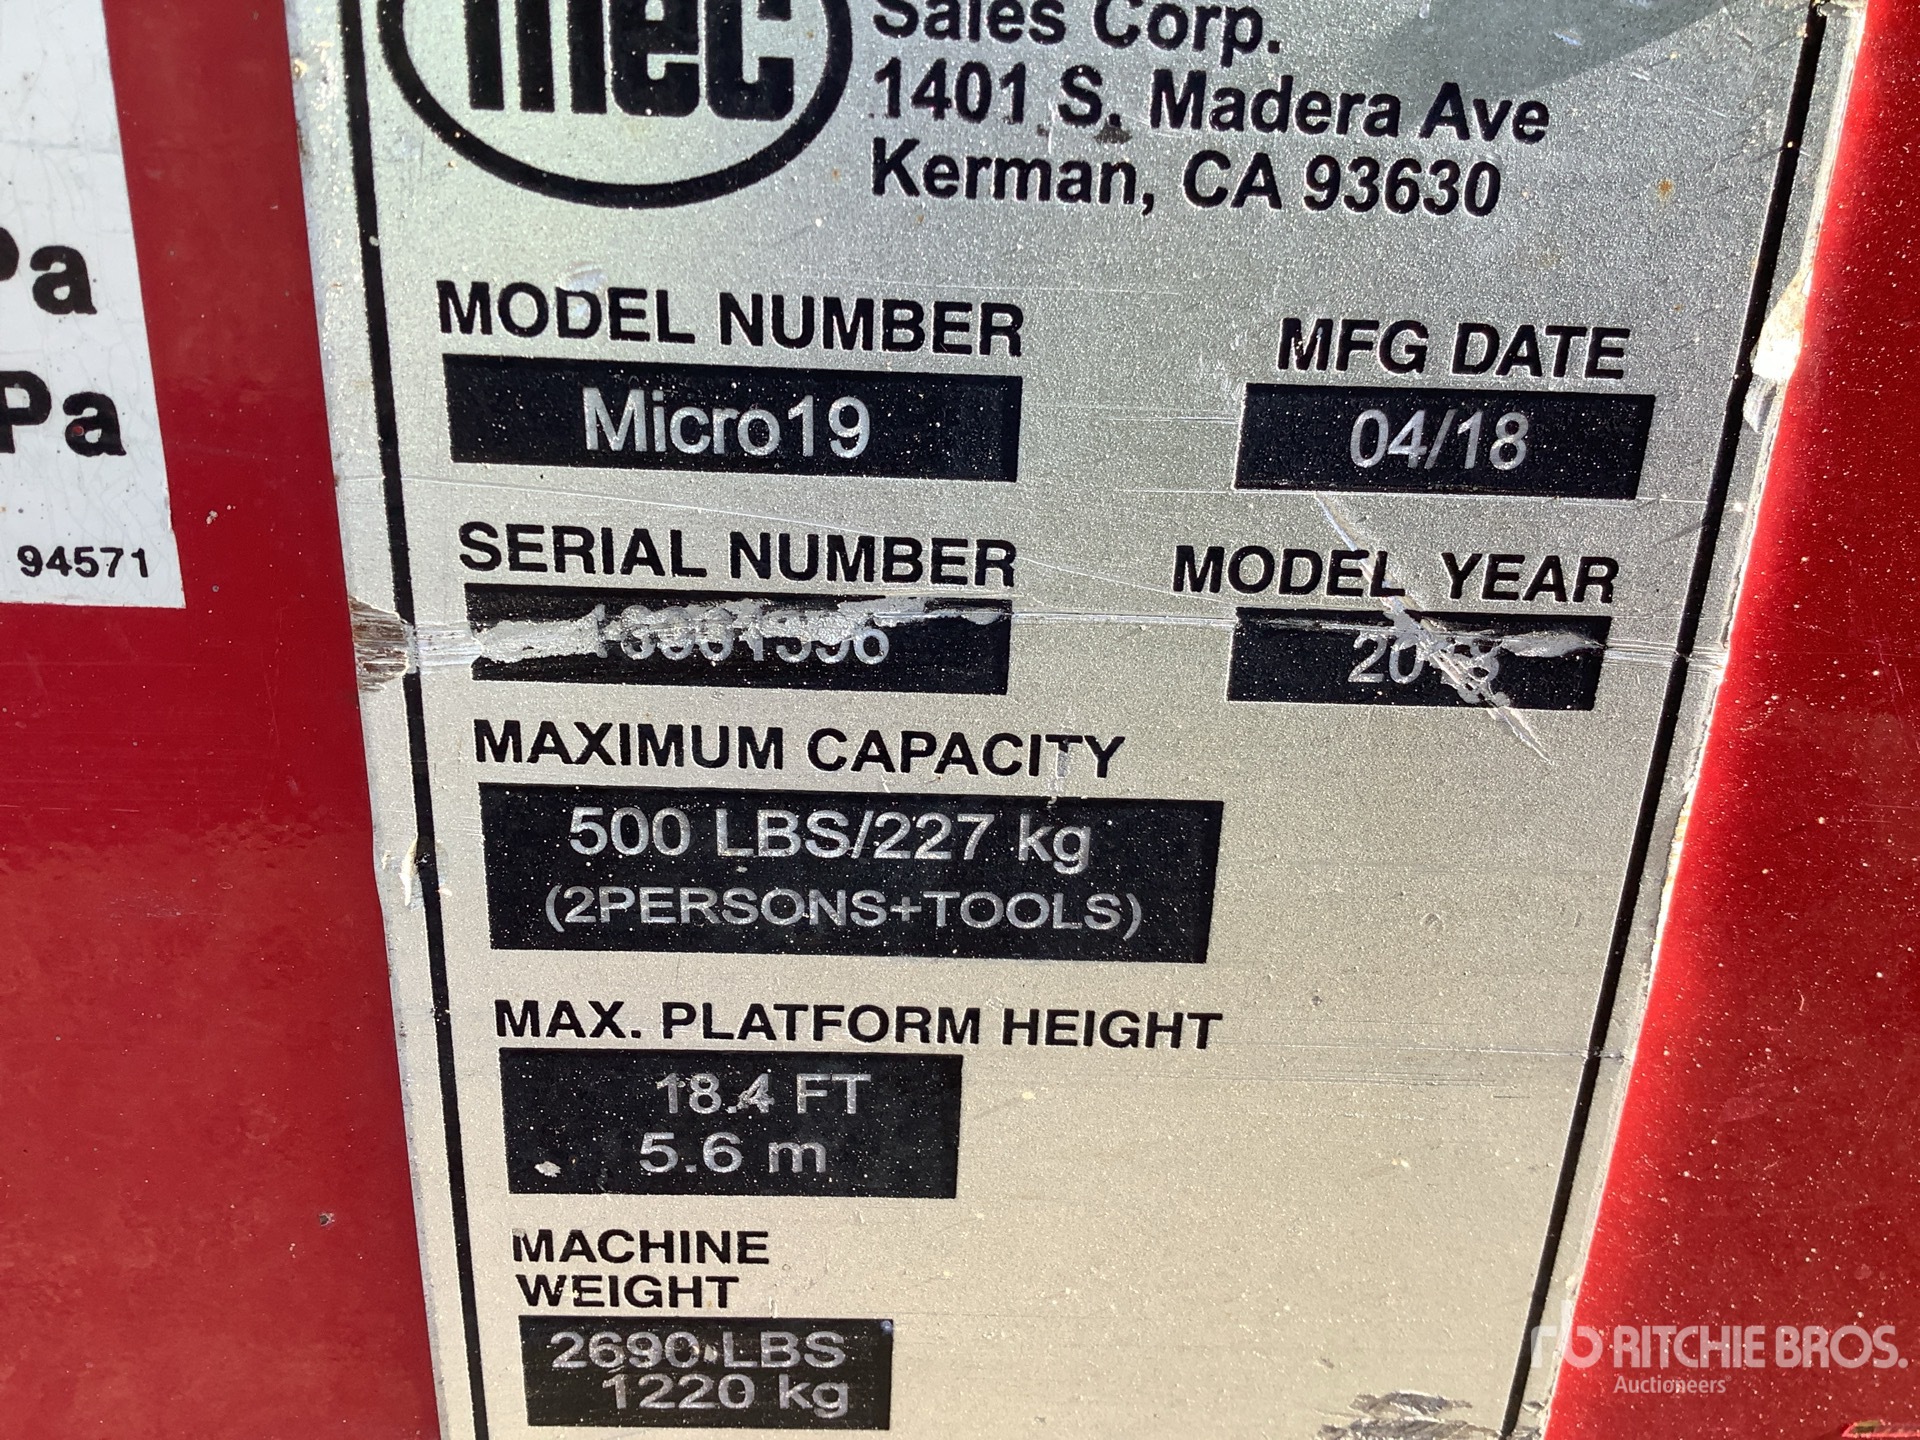 mec
Sales Corp.
1401 S. Madera Ave
Kerman, CA 93630
Pa
Pa
94571
MODEL NUMBER
MFG DATE
Micro19
04/18
SERIAL NUMBER
MODEL YEAR
2018
MAXIMUM CAPACITY
500 LBS/227 kg
(2PERSONS+TOOLS)
MAX. PLATFORM HEIGHT
18.4 FT
5.6 m
MACHINE
WEIGHT
2690 LBS
1220 kg
rb RITCHIE BROS.
Auctioneers